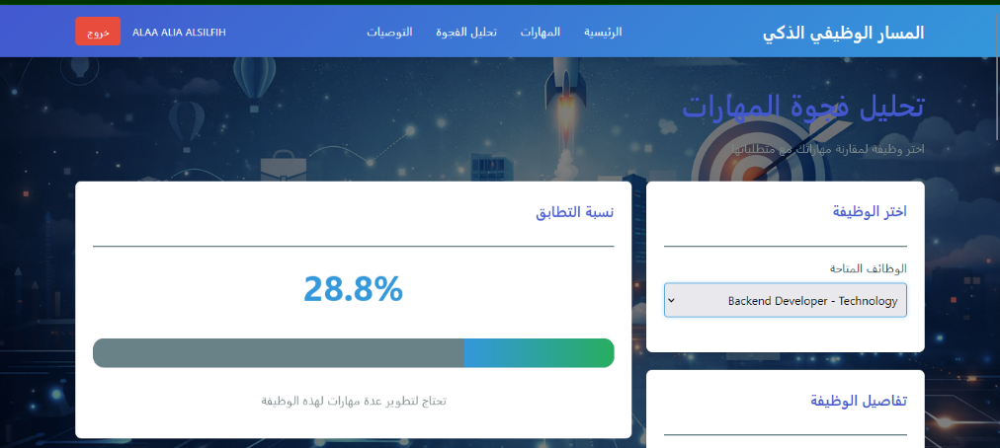 المسار الوظيفي الذكي
الرئيسية
المهارات
تحليل الفجوة
التوصيات
ALAA ALIA ALSILFIH
خروج
تحليل فجوة المهارات
اختر وظيفة لمقارنة مهاراتك مع متطلباتها
اختر الوظيفة
الوظائف المتاحة
Backend Developer - Technology
تفاصيل الوظيفة
نسبة التطابق
28.8%
تحتاج لتطوير عدة مهارات لهذه الوظيفة